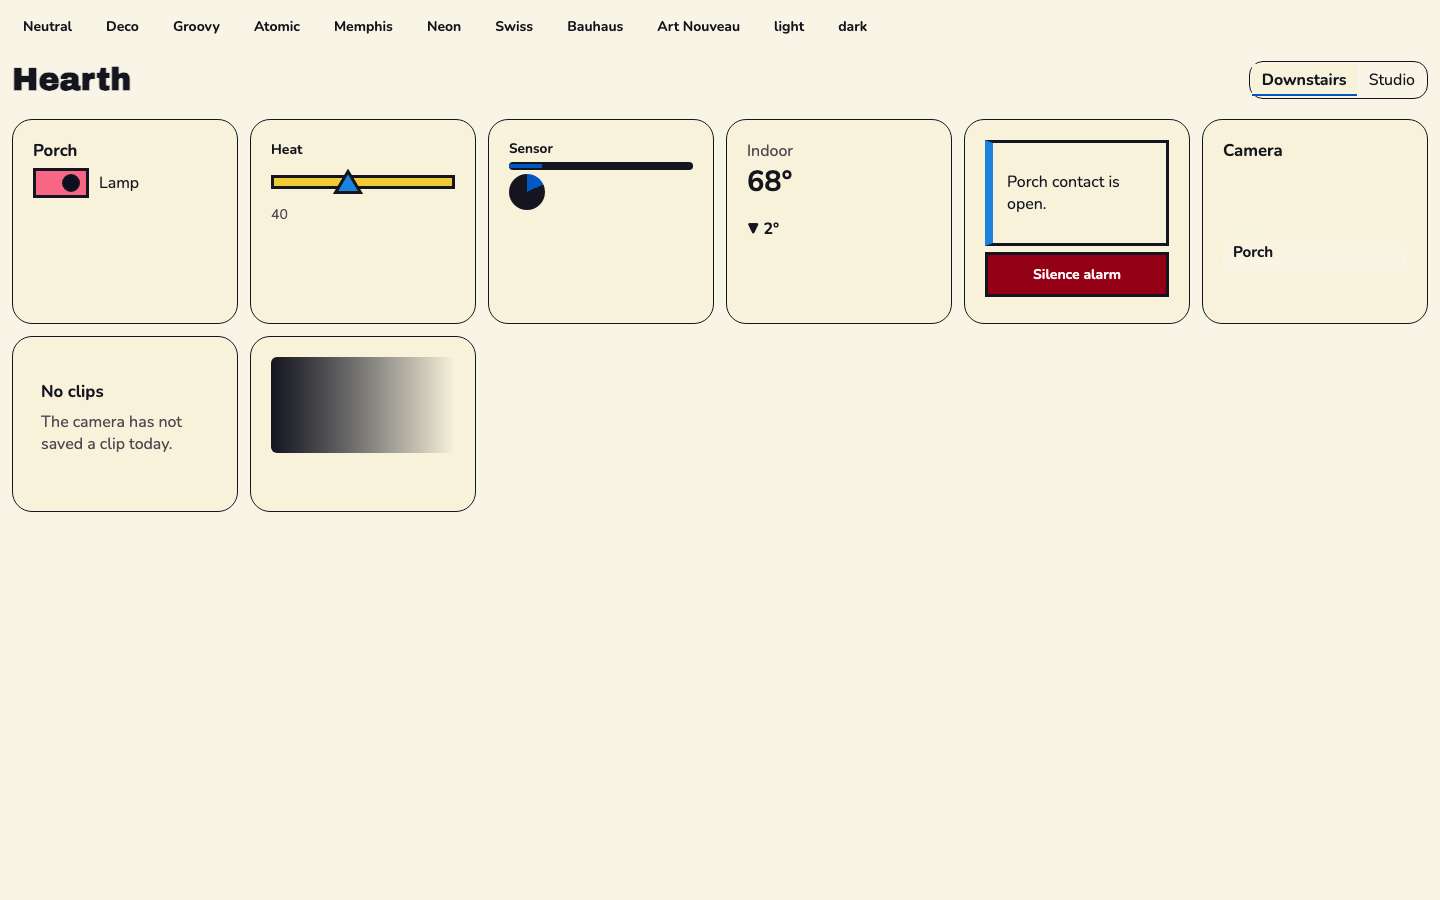 Neutral Deco Groovy Atomic Memphis Neon Swiss Bauhaus Art Nouveau light dark
Hearth
Downstairs Studio
Porch
Lamp
Heat
40
Sensor
Indoor
68°
▼ 2°
Porch contact is
open.
Silence alarm
Camera
Porch
No clips
The camera has not
saved a clip today.